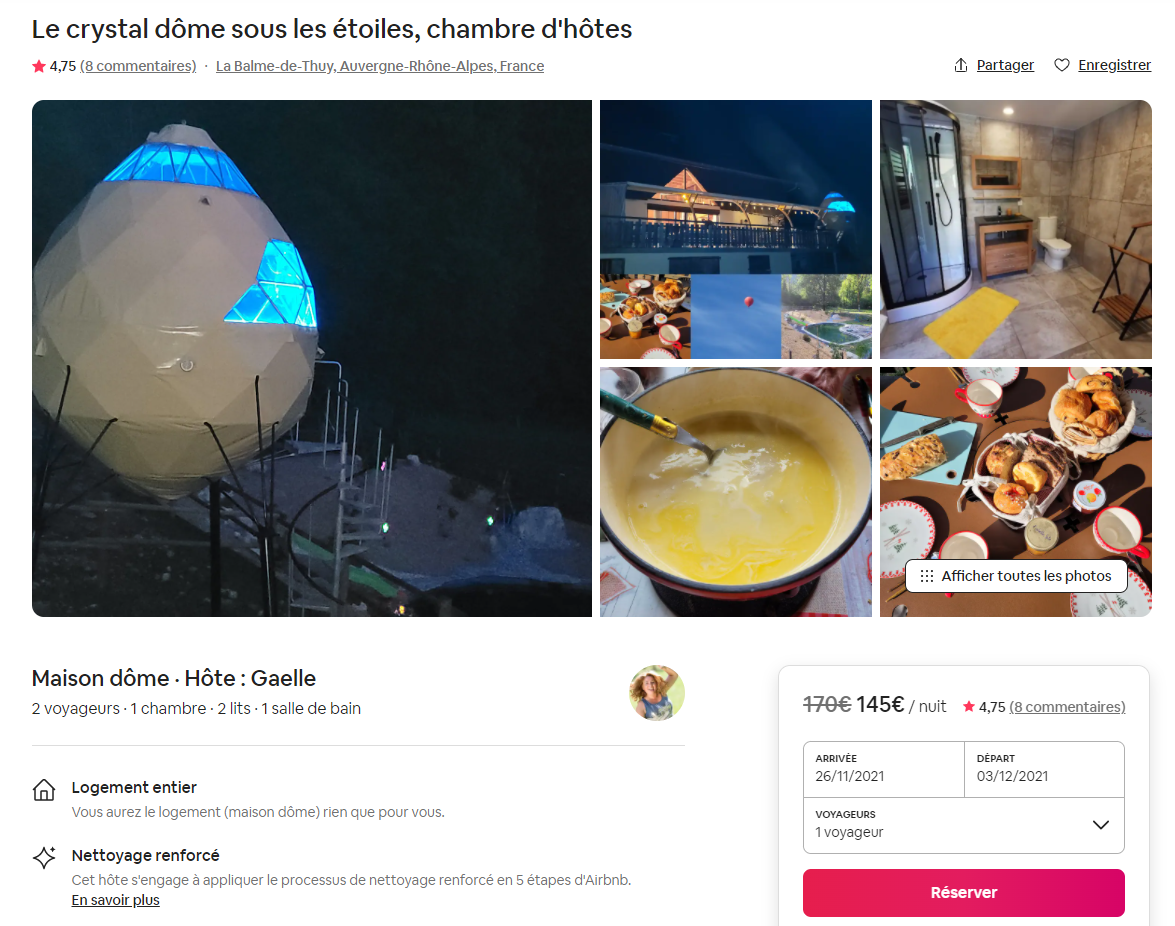 Le crystal dôme sous les étoiles, chambre d'hôtes
4,75 (8 commentaires) · La Balme-de-Thuy, Auvergne-Rhône-Alpes, France
Partager
Enregistrer
Afficher toutes les photos
Maison dôme · Hôte : Gaelle
2 voyageurs · 1 chambre · 2 lits · 1 salle de bain
Logement entier
Vous aurez le logement (maison dôme) rien que pour vous.
Nettoyage renforcé
Cet hôte s'engage à appliquer le processus de nettoyage renforcé en 5 étapes d'Airbnb.
En savoir plus
170€ 145€ / nuit
4,75 (8 commentaires)
ARRIVÉE
26/11/2021
DÉPART
03/12/2021
VOYAGEURS
1 voyageur
Réserver